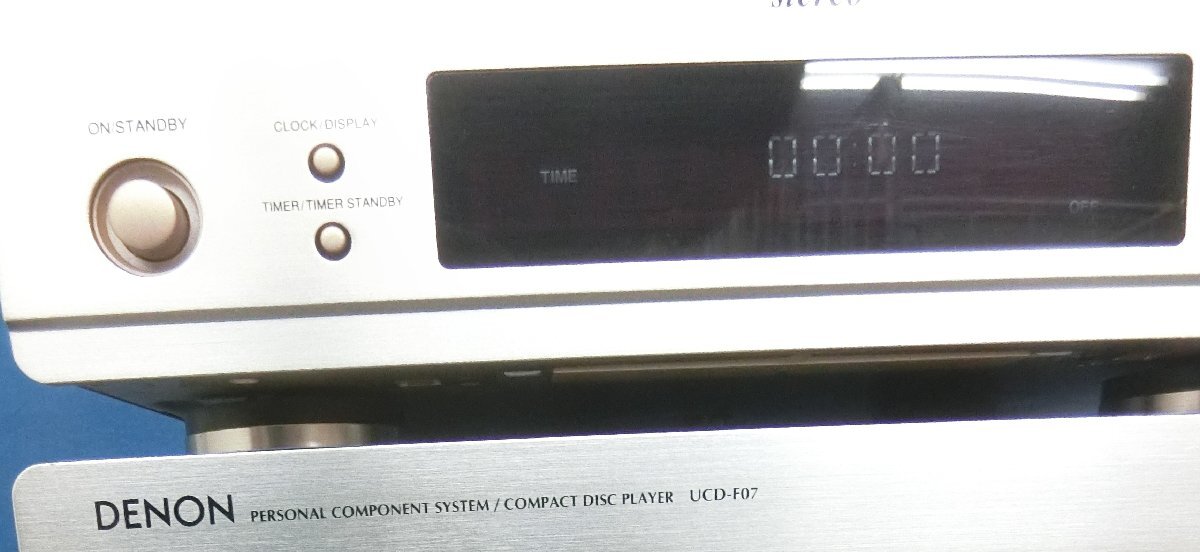 stereo
ON/STANDBY
CLOCK/DISPLAY
TIMER/TIMER STANDBY
TIME
00:00
OFF
DENON PERSONAL COMPONENT SYSTEM / COMPACT DISC PLAYER UCD-F07